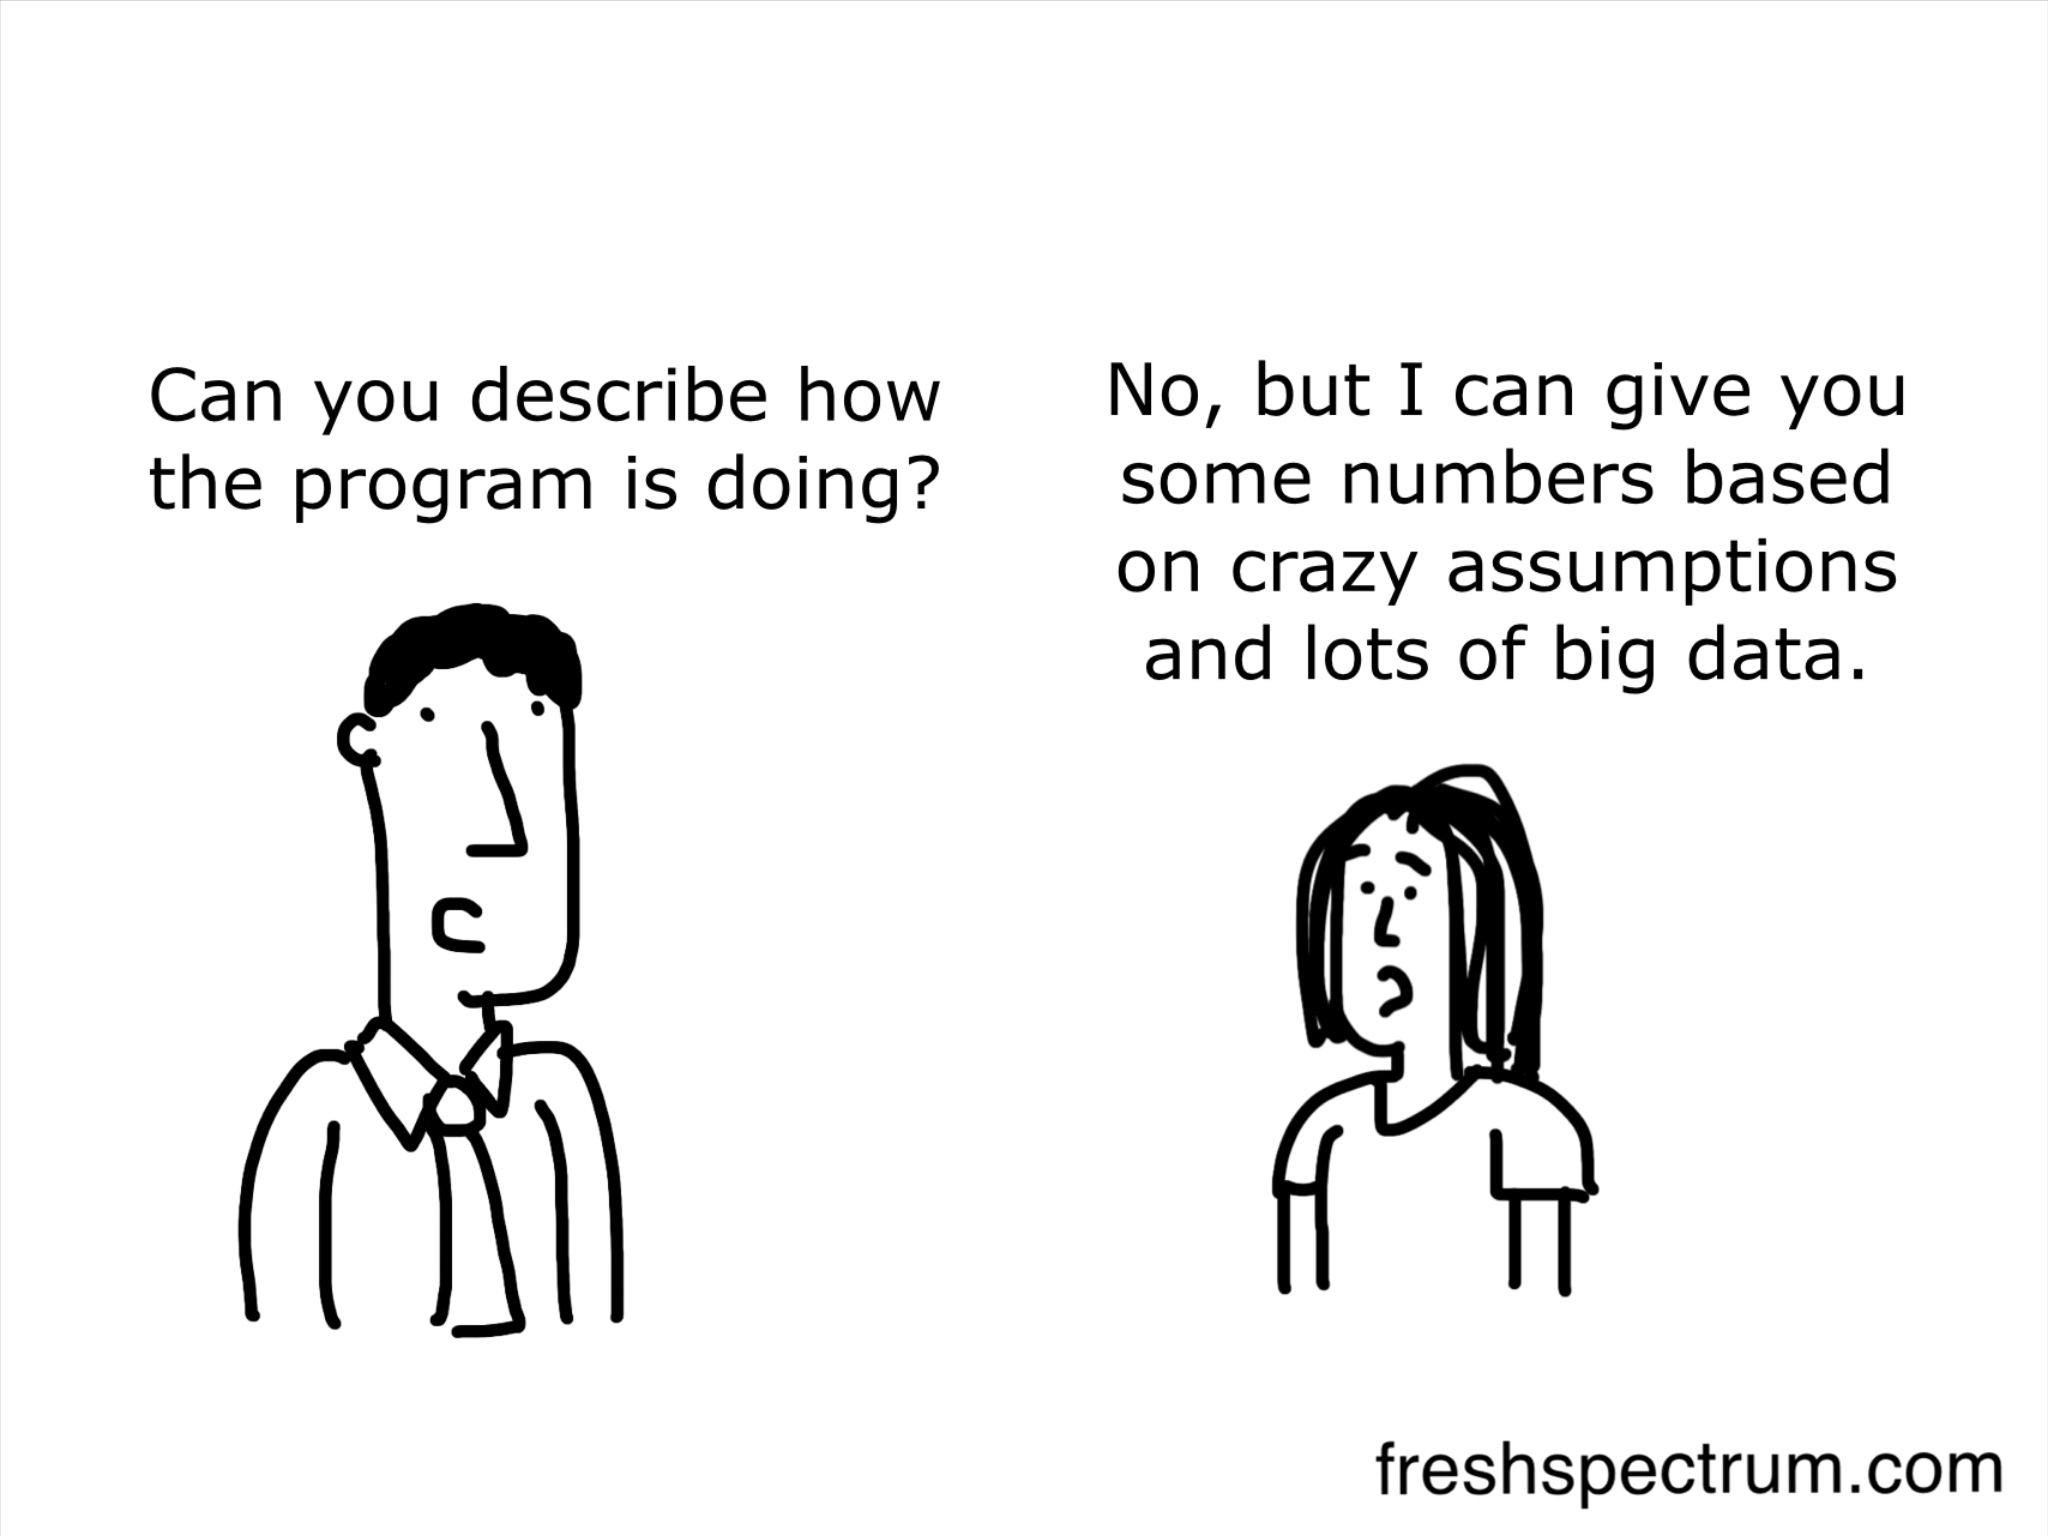 Can you describe how
the program is doing?
No, but I can give you
some numbers based
on crazy assumptions
and lots of big data.
freshspectrum.com